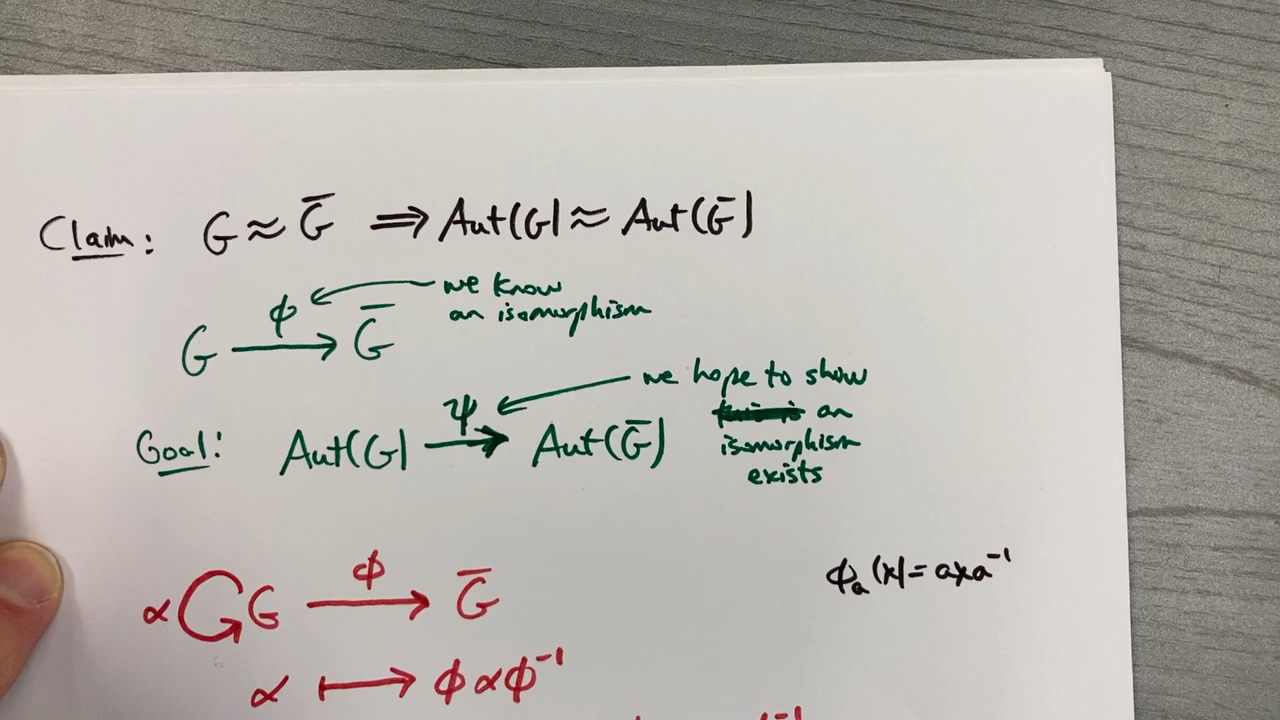 Claim: G ≈ G̅ ⟹ Aut(G) ≈ Aut(G̅)
we know
an isomorphism
G —ϕ→ G̅
we hope to show
an
Goal: Aut(G) —ψ→ Aut(G̅)
isomorphism
exists
α G —ϕ→ G̅
ϕₐ(x) = axa⁻¹
α ↦ ϕαϕ⁻¹